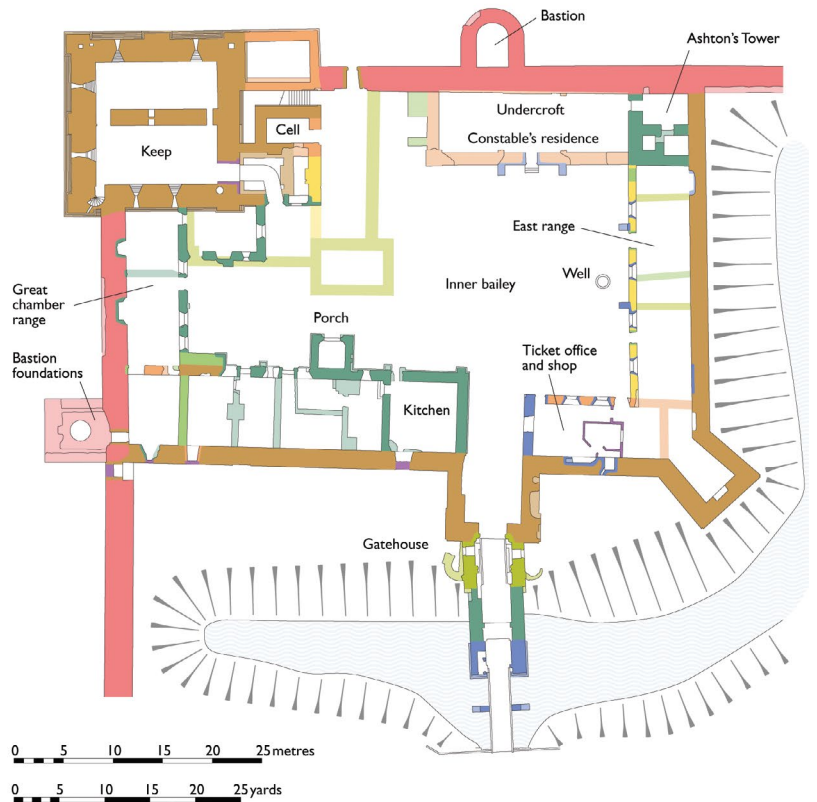 Bastion
Ashton's Tower
Undercroft
Constable's residence
Cell
Keep
East range
Inner bailey
Well
Great
chamber
range
Porch
Bastion
foundations
Ticket office
and shop
Kitchen
Gatehouse
0 5 10 15 20 25 metres
0 5 10 15 20 25 yards